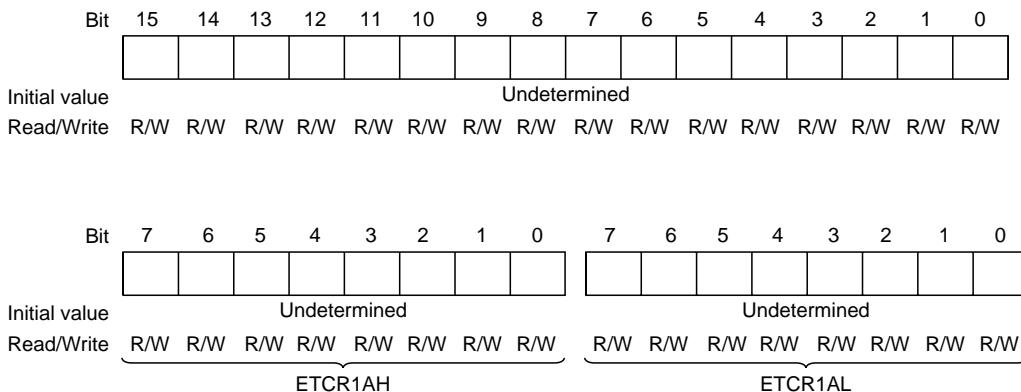 Bit 15 14 13 12 11 10 9 8 7 6 5 4 3 2 1 0
Initial value Undetermined
Read/Write R/W R/W R/W R/W R/W R/W R/W R/W R/W R/W R/W R/W R/W R/W R/W R/W
Bit 7 6 5 4 3 2 1 0 7 6 5 4 3 2 1 0
Initial value Undetermined Undetermined
Read/Write R/W R/W R/W R/W R/W R/W R/W R/W R/W R/W R/W R/W R/W R/W R/W R/W
ETCR1AH ETCR1AL